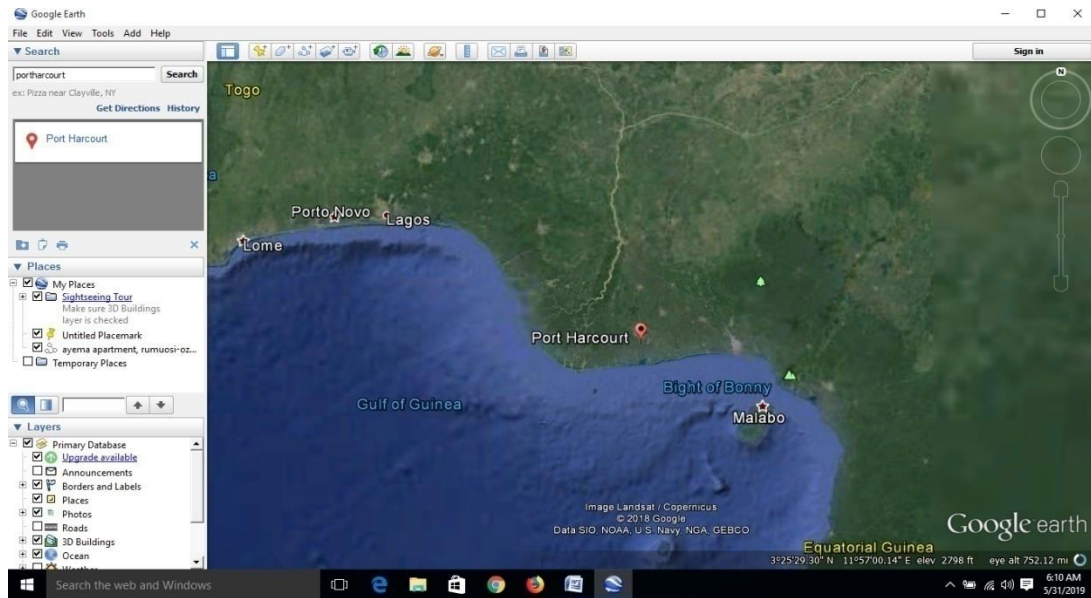 Google Earth
File Edit View Tools Add Help
Search
Sign in
portharcourt
Search
ex: Pizza near Clayville, NY
Get Directions History
Port Harcourt
Places
My Places
Sightseeing Tour
Make sure 3D Buildings
layer is checked
Untitled Placemark
ayema apartment, rumuosi-oz...
Temporary Places
Layers
Primary Database
Upgrade available
Announcements
Borders and Labels
Places
Photos
Roads
3D Buildings
Ocean
N
Togo
a
Porto Novo
Lagos
Lome
Port Harcourt
Bight of Bonny
Gulf of Guinea
Malabo
Image Landsat / Copernicus
© 2018 Google
Data SIO, NOAA, U.S. Navy, NGA, GEBCO
Google earth
Equatorial Guinea
3°25'29.30" N 11°57'00.14" E elev 2798 ft eye alt 752.12 mi
Search the web and Windows
6:10 AM
5/31/2019